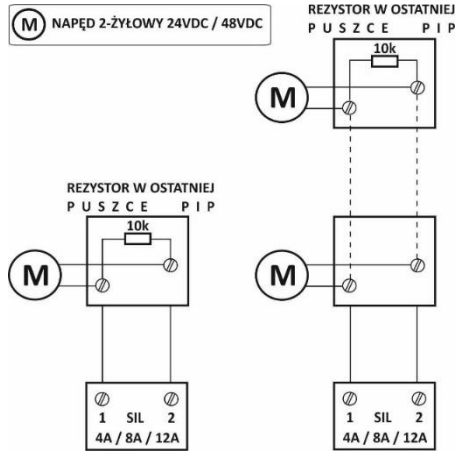 M NAPĘD 2-ŻYŁOWY 24VDC / 48VDC
REZYSTOR W OSTATNIEJ
PUSZCE PIP
10k
M
M
REZYSTOR W OSTATNIEJ
PUSZCE PIP
10k
M
1 SIL 2
4A / 8A / 12A
1 SIL 2
4A / 8A / 12A